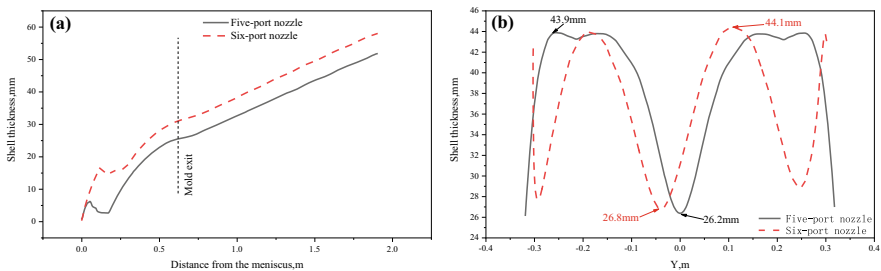 (a)
Five-port nozzle
Six-port nozzle
Mold exit
Shell thickness,mm
60
50
40
30
20
10
0
0.0
0.5
1.0
1.5
2.0
Distance from the meniscus,m
(b)
43.9mm
44.1mm
26.8mm
26.2mm
Five-port nozzle
Six-port nozzle
Shell thickness,mm
46
44
42
40
38
36
34
32
30
28
26
24
-0.4
-0.3
-0.2
-0.1
0.0
0.1
0.2
0.3
0.4
Y,m